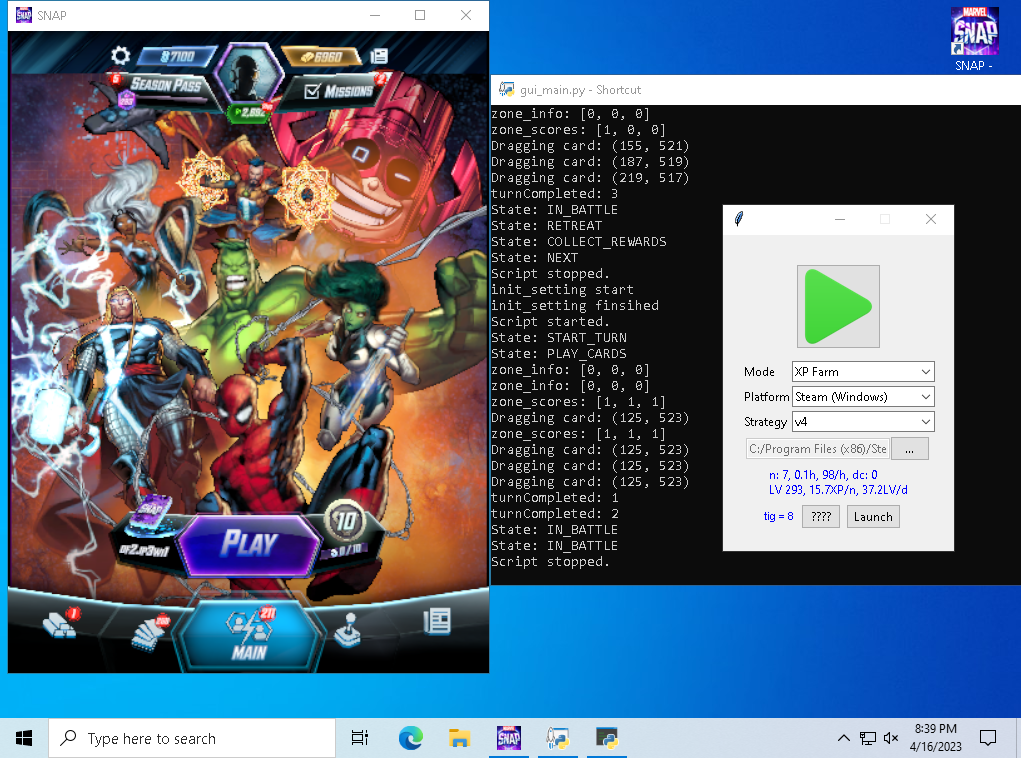 SNAP
7100
6960
5
SEASON PASS
293
2
MISSONS
2,692
MARVEL
SNAP
SNAP -
gui_main.py - Shortcut
zone_info: [0, 0, 0]
zone_scores: [1, 0, 0]
Dragging card: (155, 521)
Dragging card: (187, 519)
Dragging card: (219, 517)
turnCompleted: 3
State: IN_BATTLE
State: RETREAT
State: COLLECT_REWARDS
State: NEXT
Script stopped.
init_setting start
init_setting finsihed
Script started.
State: START_TURN
State: PLAY_CARDS
zone_info: [0, 0, 0]
zone_info: [0, 0, 0]
zone_scores: [1, 1, 1]
Dragging card: (125, 523)
zone_scores: [1, 1, 1]
Dragging card: (125, 523)
Dragging card: (125, 523)
Dragging card: (125, 523)
turnCompleted: 1
turnCompleted: 2
State: IN_BATTLE
State: IN_BATTLE
Script stopped.
Mode XP Farm
Platform Steam (Windows)
Strategy v4
C:/Program Files (x86)/Ste ...
n: 7, 0.1h, 98/h, dc: 0
LV 293, 15.7XP/n, 37.2LV/d
tig = 8 ???? Launch
SNAP
PLAY
10
0/10
1
211
MAIN
Type here to search
SNAP
8:39 PM
4/16/2023